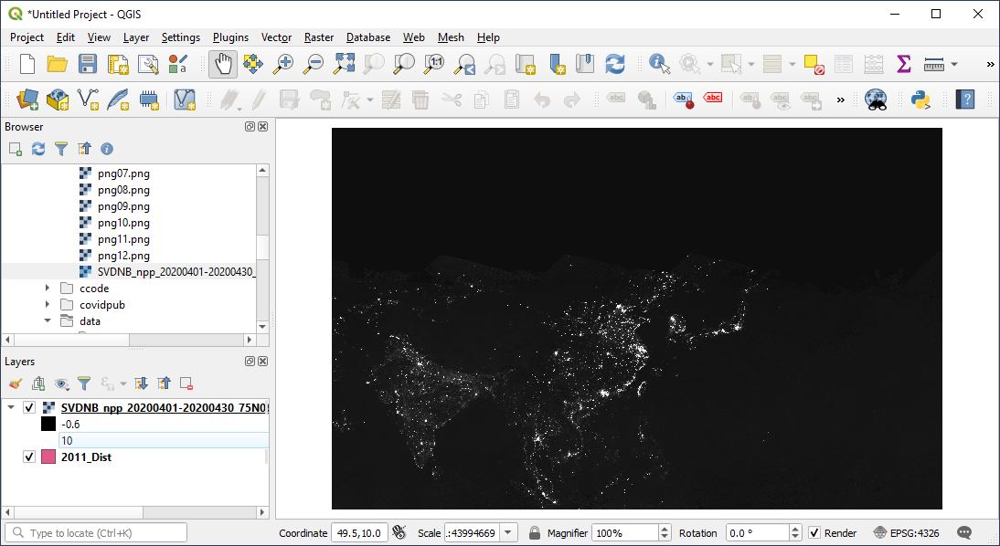 *Untitled Project - QGIS
Project Edit View Layer Settings Plugins Vector Raster Database Web Mesh Help
Browser
png07.png
png08.png
png09.png
png10.png
png11.png
png12.png
SVDNB_npp_20200401-20200430_
ccode
covidpub
data
Layers
SVDNB_npp_20200401-20200430_75N0
-0.6
10
2011_Dist
Type to locate (Ctrl+K) Coordinate 49.5,10.0 Scale .:43994669 Magnifier 100% Rotation 0.0 ° Render EPSG:4326